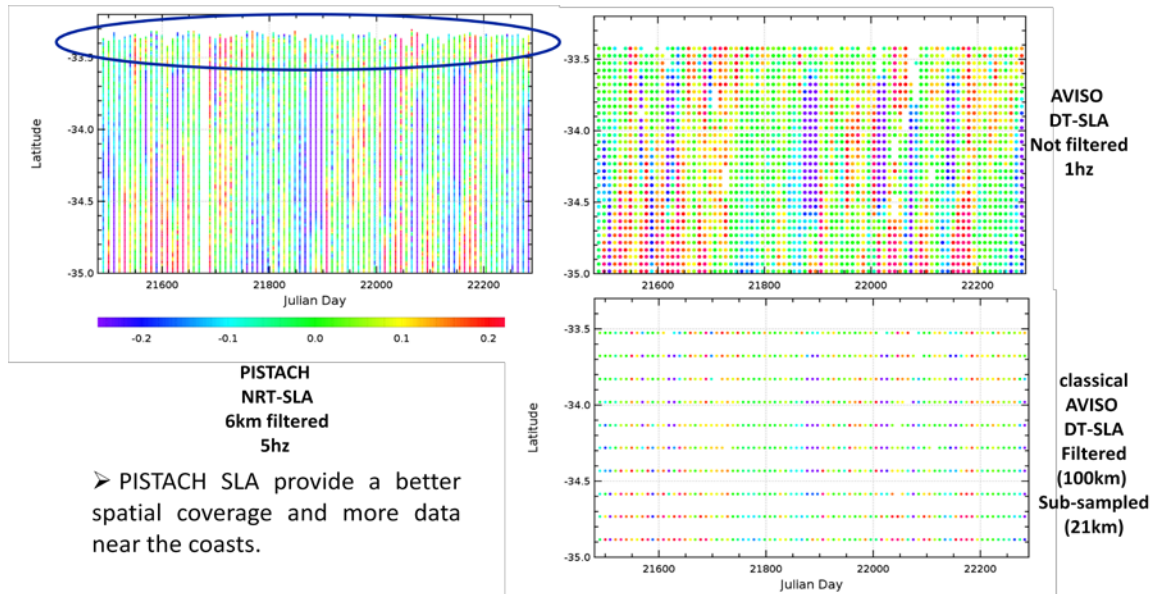 -33.5
-34.0
-34.5
-35.0
Latitude
21600 21800 22000 22200
Julian Day
-0.2 -0.1 0.0 0.1 0.2
PISTACH
NRT-SLA
6km filtered
5hz
➢ PISTACH SLA provide a better
spatial coverage and more data
near the coasts.
-33.5
-34.0
-34.5
-35.0
21600 21800 22000 22200
Julian Day
AVISO
DT-SLA
Not filtered
1hz
-33.5
-34.0
-34.5
-35.0
Latitude
21600 21800 22000 22200
Julian Day
classical
AVISO
DT-SLA
Filtered
(100km)
Sub-sampled
(21km)